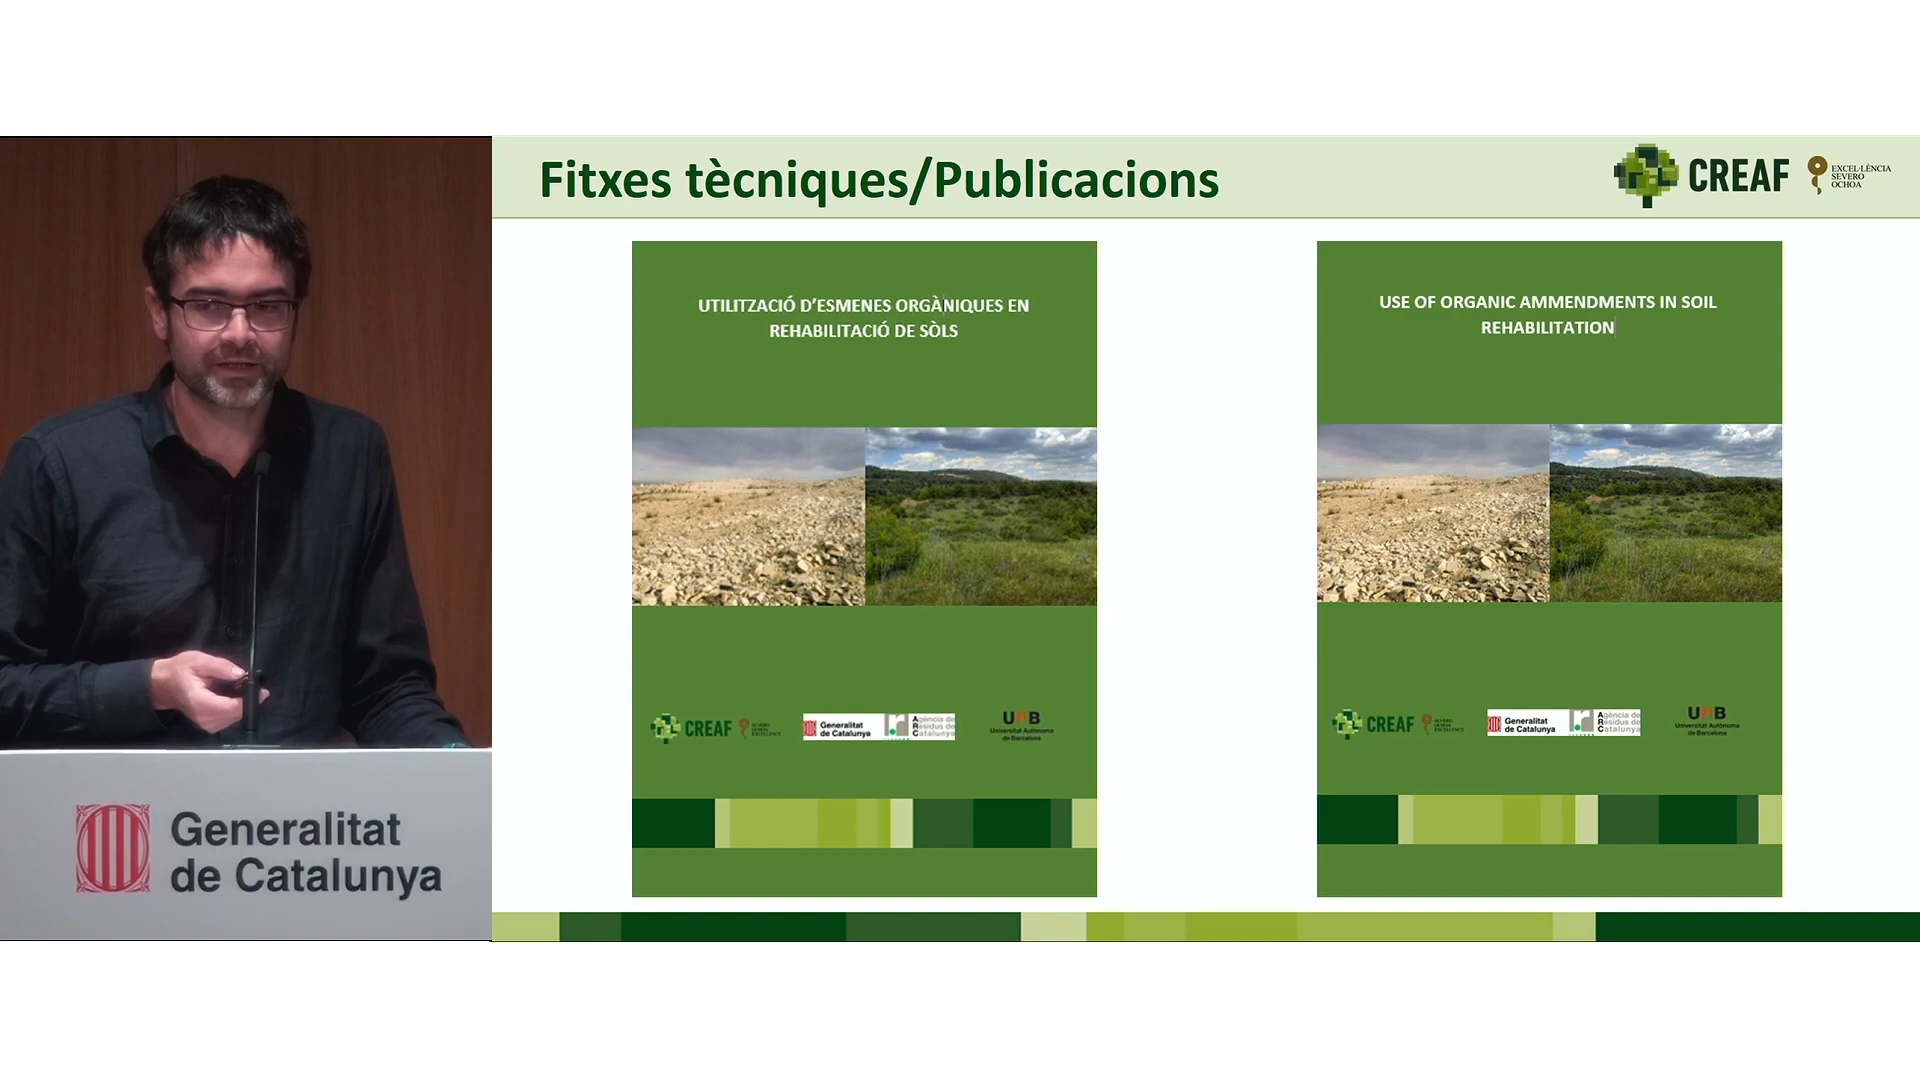 Fitxes tècniques/Publicacions
CREAF
EXCEL·LÈNCIA
SEVERO
OCHOA
UTILITZACIÓ D'ESMENES ORGÀNIQUES EN
REHABILITACIÓ DE SÒLS
CREAF
SEVERO
OCHOA
EXCELLENCE
Generalitat
de Catalunya
Agència de
Residus de
Catalunya
UAB
Universitat Autònoma
de Barcelona
USE OF ORGANIC AMMENDMENTS IN SOIL
REHABILITATION
CREAF
SEVERO
OCHOA
EXCELLENCE
Generalitat
de Catalunya
Agència de
Residus de
Catalunya
UAB
Universitat Autònoma
de Barcelona
Generalitat
de Catalunya